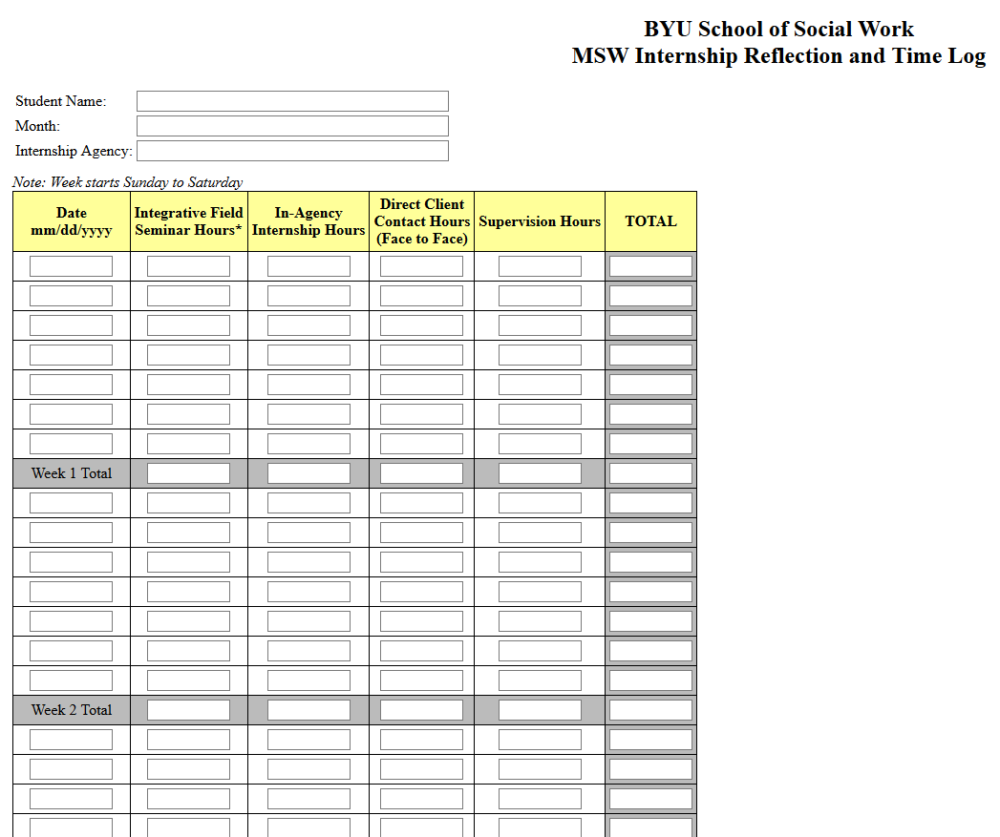 BYU School of Social Work
MSW Internship Reflection and Time Log
Student Name:
Month:
Internship Agency:
Note: Week starts Sunday to Saturday
Date
mm/dd/yyyy
Integrative Field
Seminar Hours*
In-Agency
Internship Hours
Direct Client
Contact Hours
(Face to Face)
Supervision Hours
TOTAL
Week 1 Total
Week 2 Total